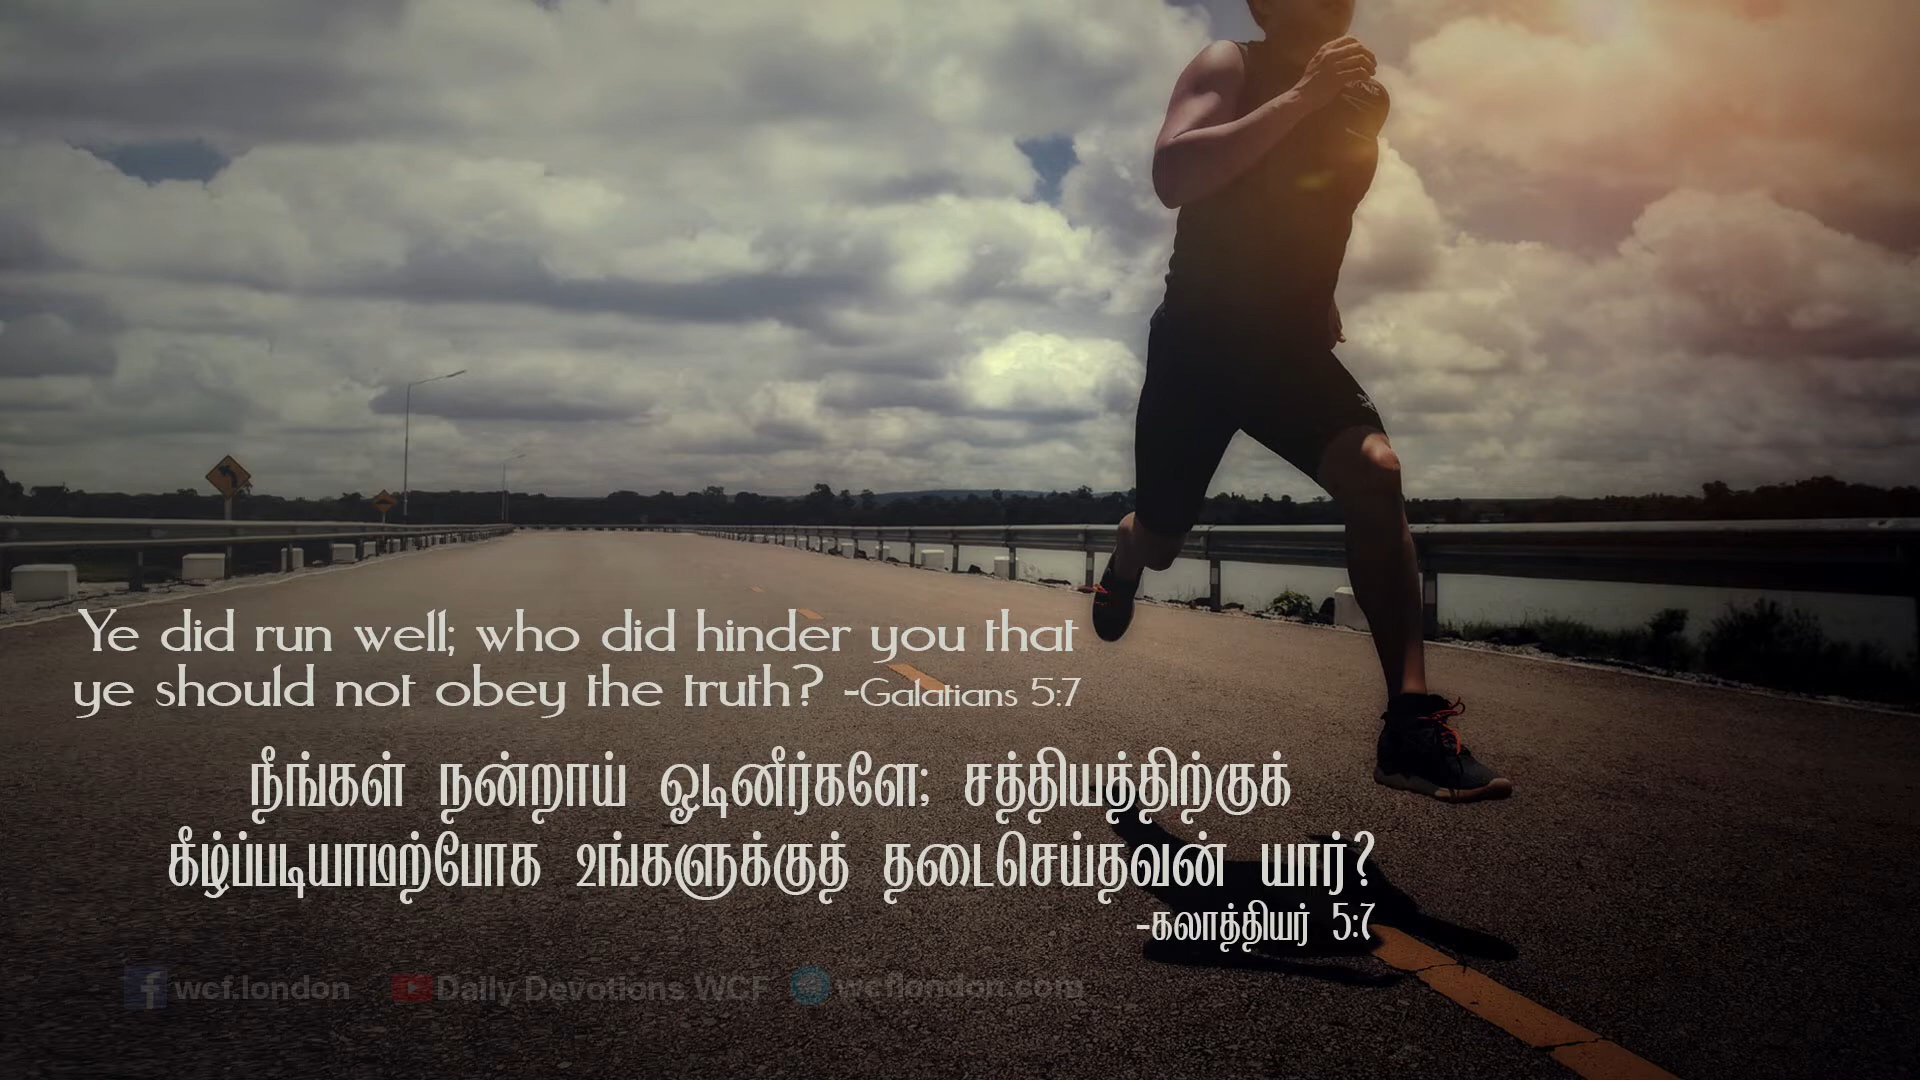 Ye did run well; who did hinder you that
ye should not obey the truth? -Galatians 5:7
நீங்கள் நன்றாய் ஓடினீர்களே; சத்தியத்திற்குக்
கீழ்ப்படியாமற்போக உங்களுக்குத் தடைசெய்தவன் யார்?
-கலாத்தியர் 5:7
wcf.london Daily Devotions WCF wcflondon.com